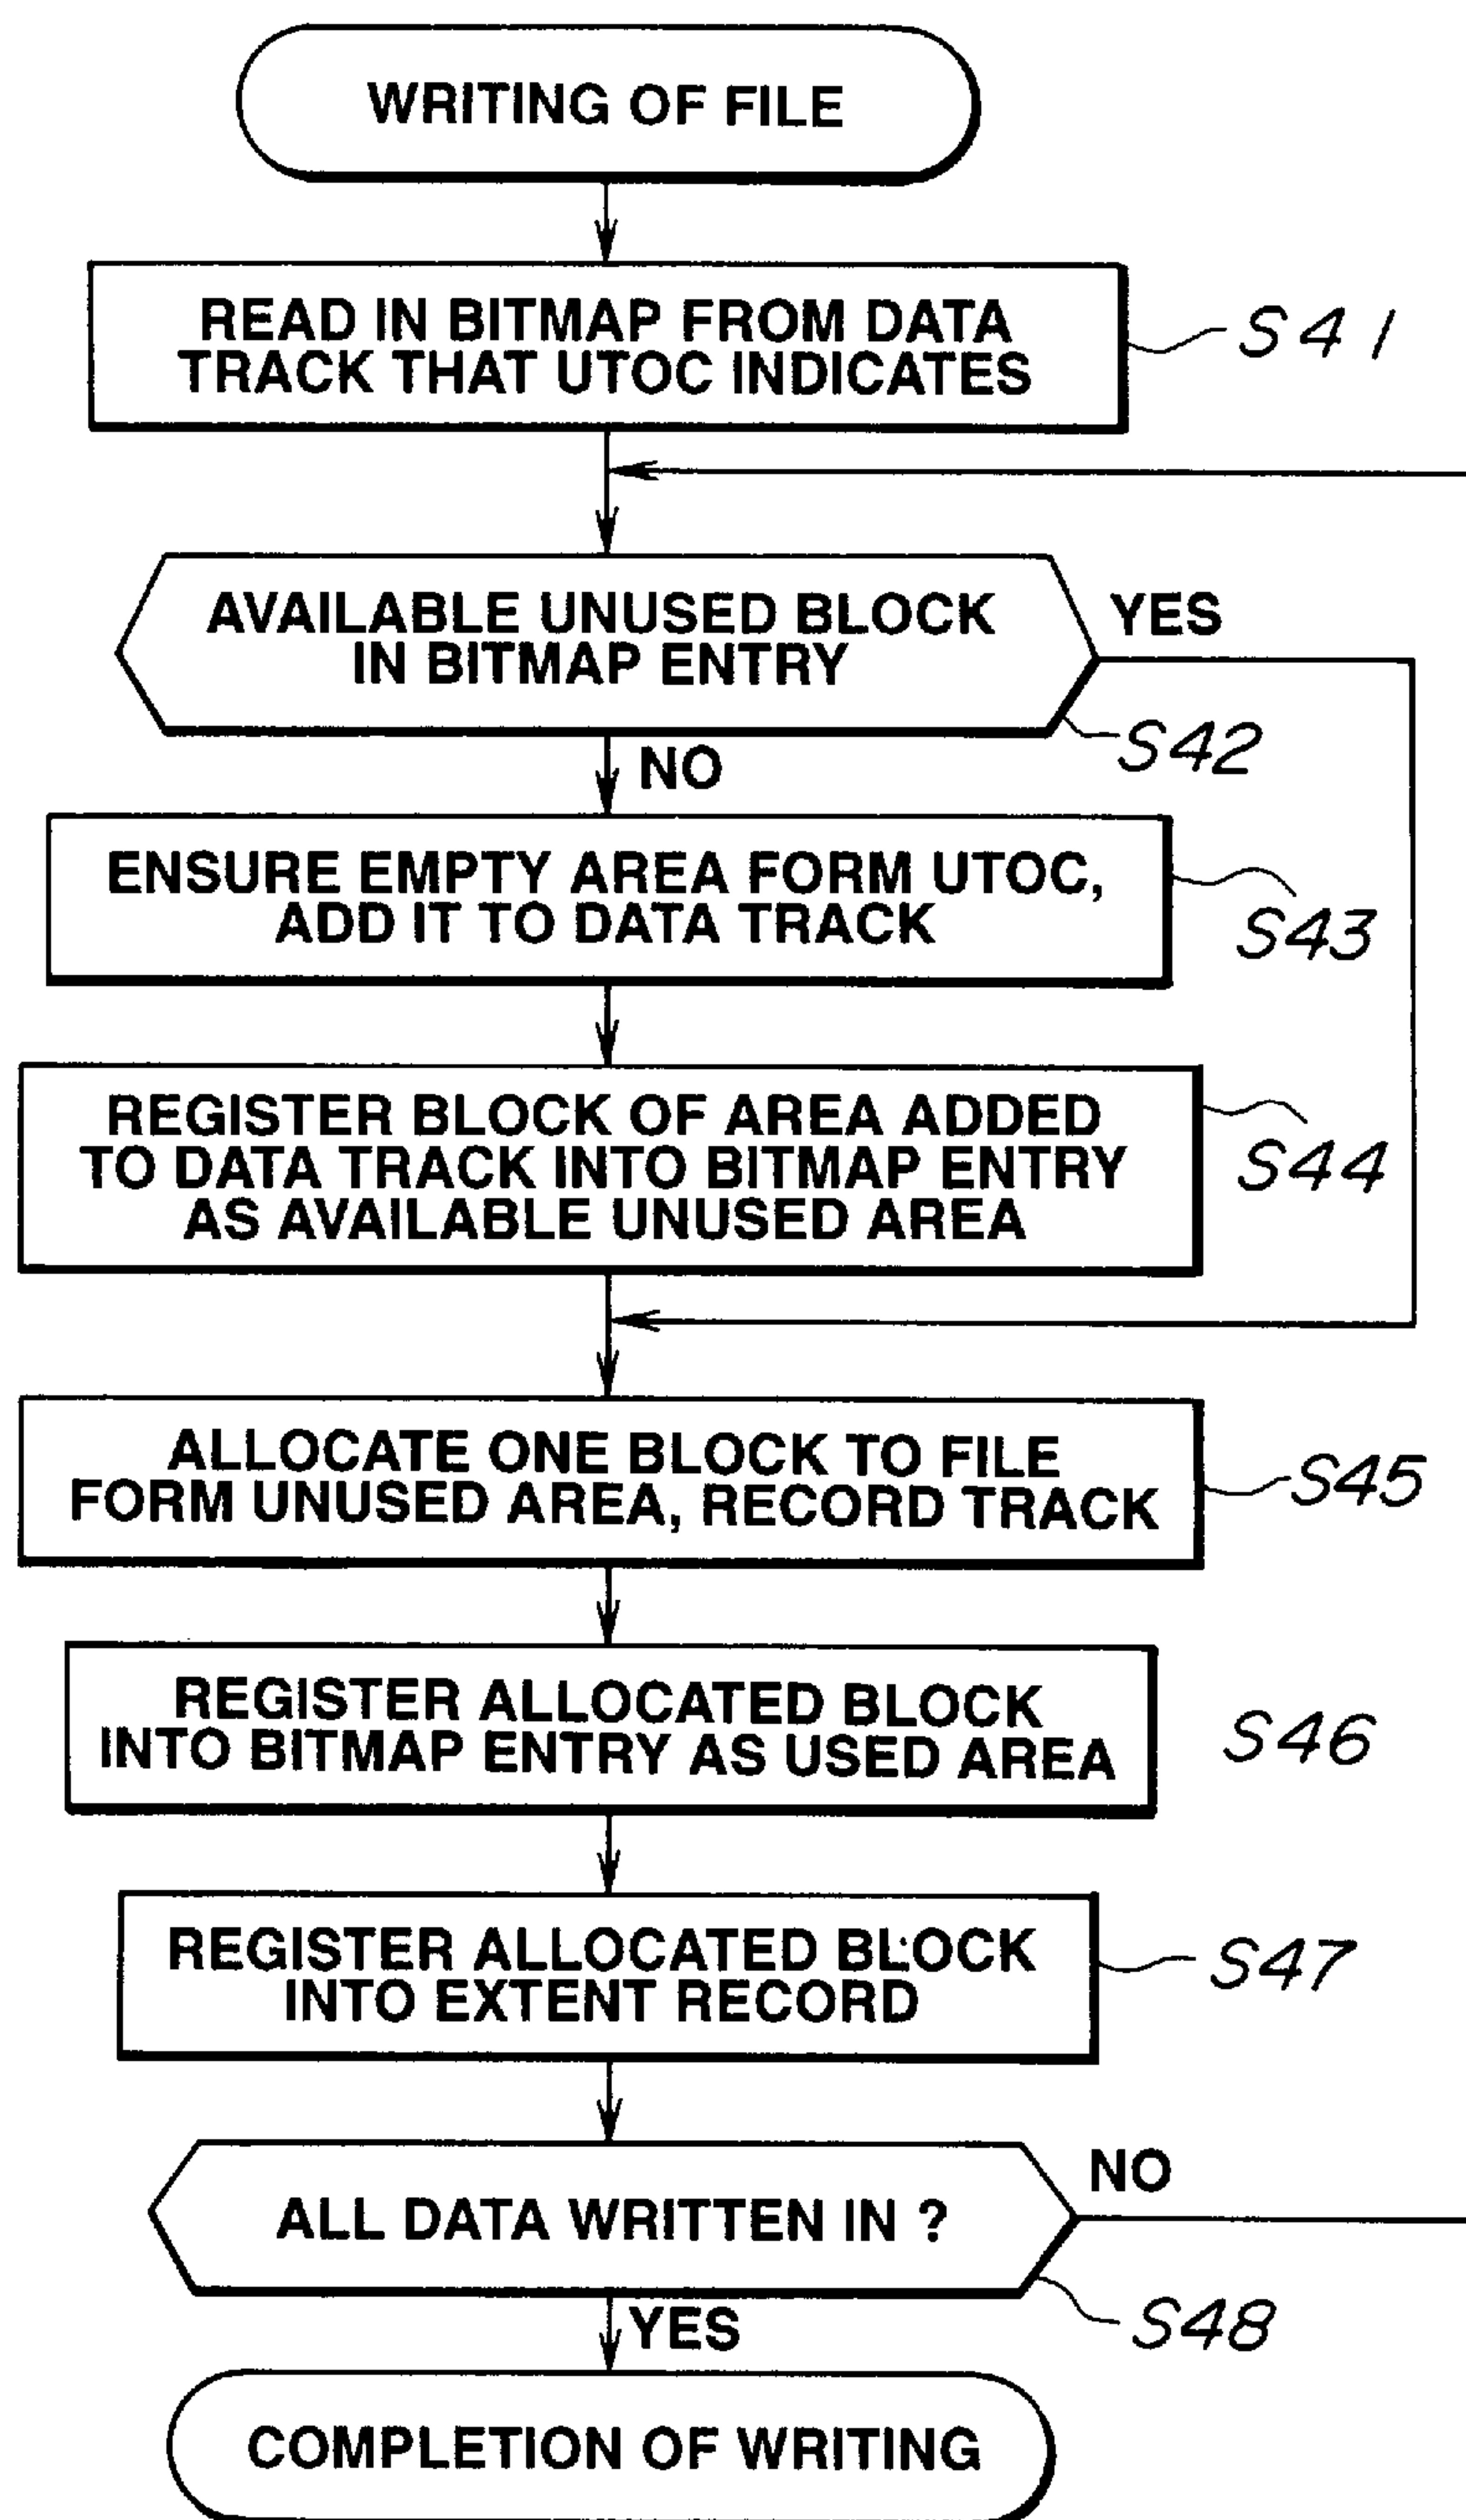 WRITING OF FILE
READ IN BITMAP FROM DATA
TRACK THAT UTOC INDICATES
S41
AVAILABLE UNUSED BLOCK
IN BITMAP ENTRY
YES
S42
NO
ENSURE EMPTY AREA FORM UTOC,
ADD IT TO DATA TRACK
S43
REGISTER BLOCK OF AREA ADDED
TO DATA TRACK INTO BITMAP ENTRY
AS AVAILABLE UNUSED AREA
S44
ALLOCATE ONE BLOCK TO FILE
FORM UNUSED AREA, RECORD TRACK
S45
REGISTER ALLOCATED BLOCK
INTO BITMAP ENTRY AS USED AREA
S46
REGISTER ALLOCATED BLOCK
INTO EXTENT RECORD
S47
ALL DATA WRITTEN IN ?
NO
S48
YES
COMPLETION OF WRITING